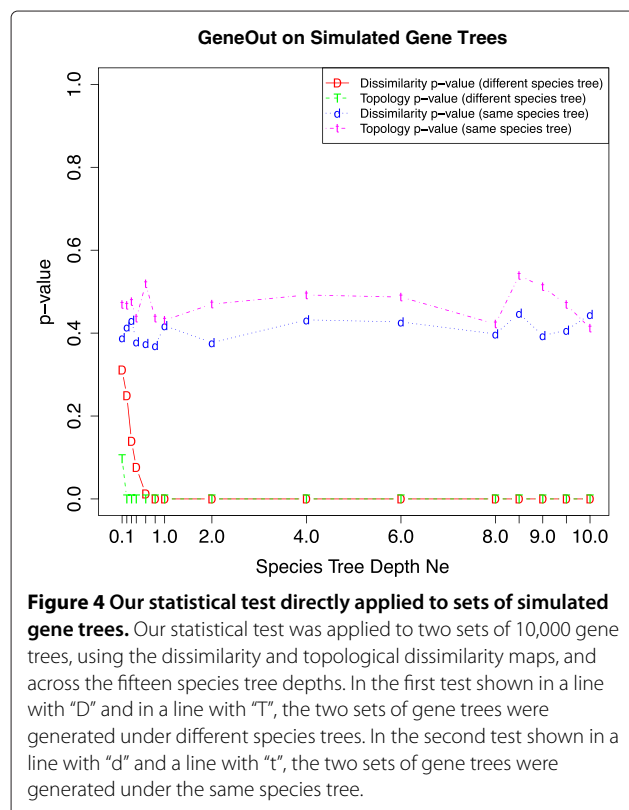 GeneOut on Simulated Gene Trees
D Dissimilarity p−value (different species tree)
T Topology p−value (different species tree)
d Dissimilarity p−value (same species tree)
t Topology p−value (same species tree)
p−value
1.0
0.8
0.6
0.4
0.2
0.0
0.1 1.0 2.0 4.0 6.0 8.0 9.0 10.0
Species Tree Depth Ne
Figure 4 Our statistical test directly applied to sets of simulated
gene trees. Our statistical test was applied to two sets of 10,000 gene
trees, using the dissimilarity and topological dissimilarity maps, and
across the fifteen species tree depths. In the first test shown in a line
with “D” and in a line with “T”, the two sets of gene trees were
generated under different species trees. In the second test shown in a
line with “d” and a line with “t”, the two sets of gene trees were
generated under the same species tree.